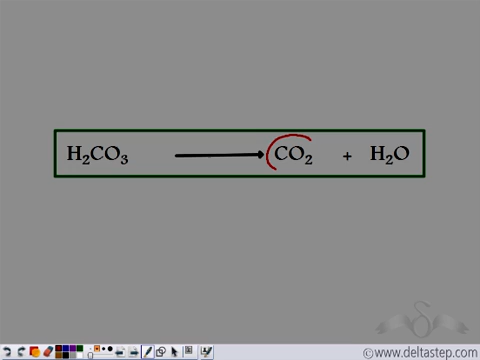 H₂CO₃ → CO₂ + H₂O
©www.deltastep.com